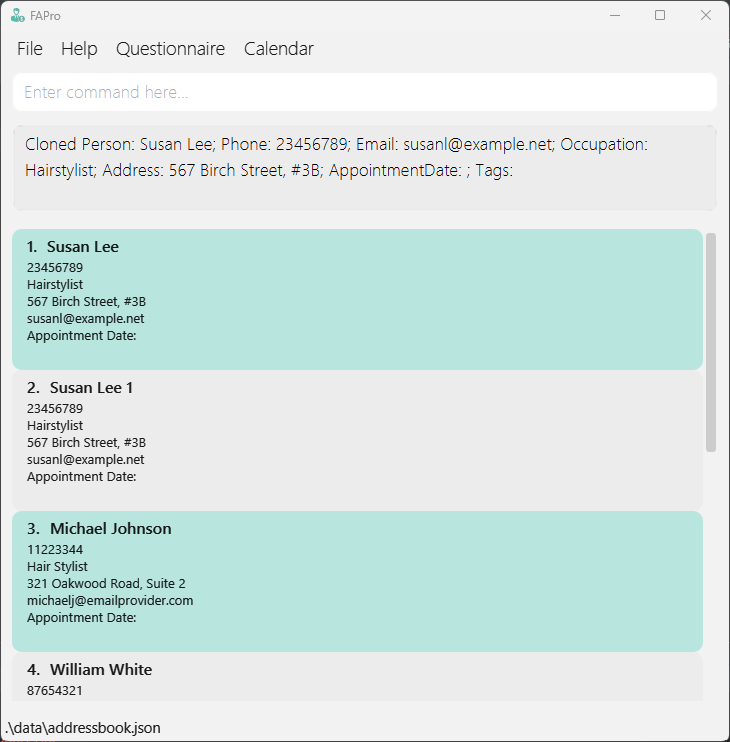 FAPro
File Help Questionnaire Calendar
Enter command here...
Cloned Person: Susan Lee; Phone: 23456789; Email: susanl@example.net; Occupation:
Hairstylist; Address: 567 Birch Street, #3B; AppointmentDate: ; Tags:
1. Susan Lee
23456789
Hairstylist
567 Birch Street, #3B
susanl@example.net
Appointment Date:
2. Susan Lee 1
23456789
Hairstylist
567 Birch Street, #3B
susanl@example.net
Appointment Date:
3. Michael Johnson
11223344
Hair Stylist
321 Oakwood Road, Suite 2
michaelj@emailprovider.com
Appointment Date:
4. William White
87654321
.\data\addressbook.json